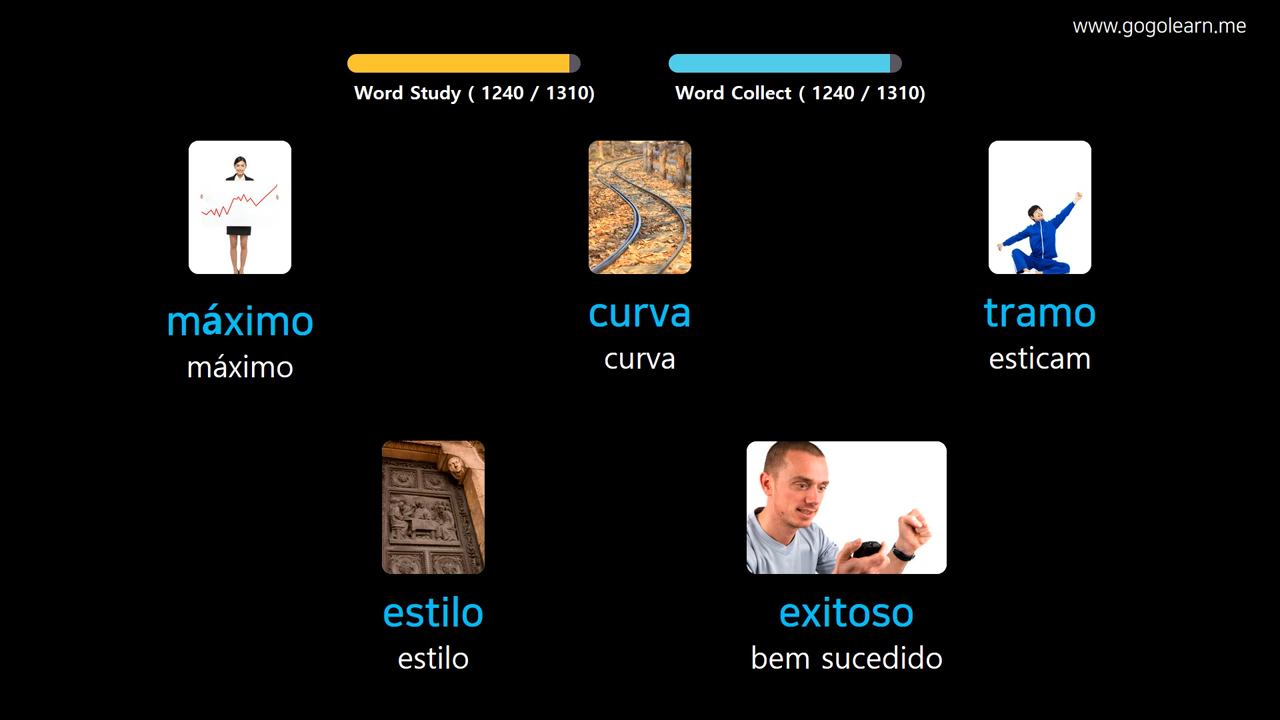 www.gogolearn.me
Word Study ( 1240 / 1310)
Word Collect ( 1240 / 1310)
máximo
máximo
curva
curva
tramo
esticam
estilo
estilo
exitoso
bem sucedido